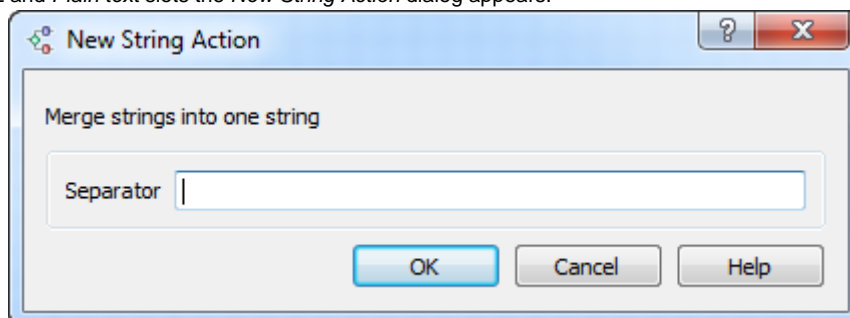 and Plain text slots the New String Action dialog appears:
New String Action
?
Merge strings into one string
Separator
OK Cancel Help